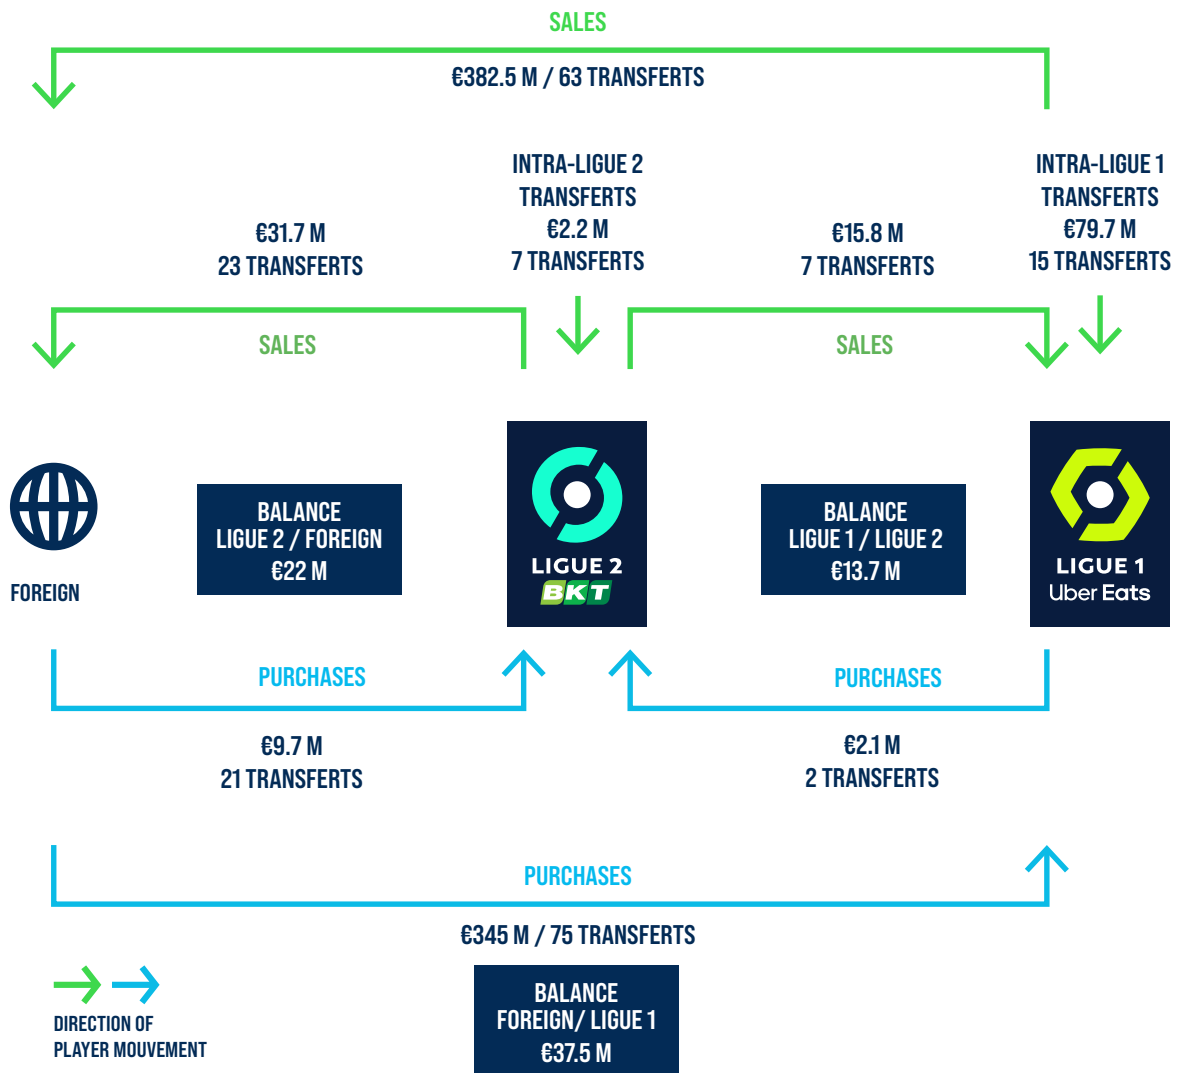 SALES
€382.5 M / 63 TRANSFERTS
INTRA-LIGUE 2
TRANSFERTS
€2.2 M
7 TRANSFERTS
INTRA-LIGUE 1
TRANSFERTS
€79.7 M
15 TRANSFERTS
€31.7 M
23 TRANSFERTS
€15.8 M
7 TRANSFERTS
SALES
SALES
FOREIGN
BALANCE
LIGUE 2 / FOREIGN
€22 M
LIGUE 2
BKT
BALANCE
LIGUE 1 / LIGUE 2
€13.7 M
LIGUE 1
Uber Eats
PURCHASES
€9.7 M
21 TRANSFERTS
PURCHASES
€2.1 M
2 TRANSFERTS
PURCHASES
€345 M / 75 TRANSFERTS
BALANCE
FOREIGN/ LIGUE 1
€37.5 M
DIRECTION OF
PLAYER MOUVEMENT